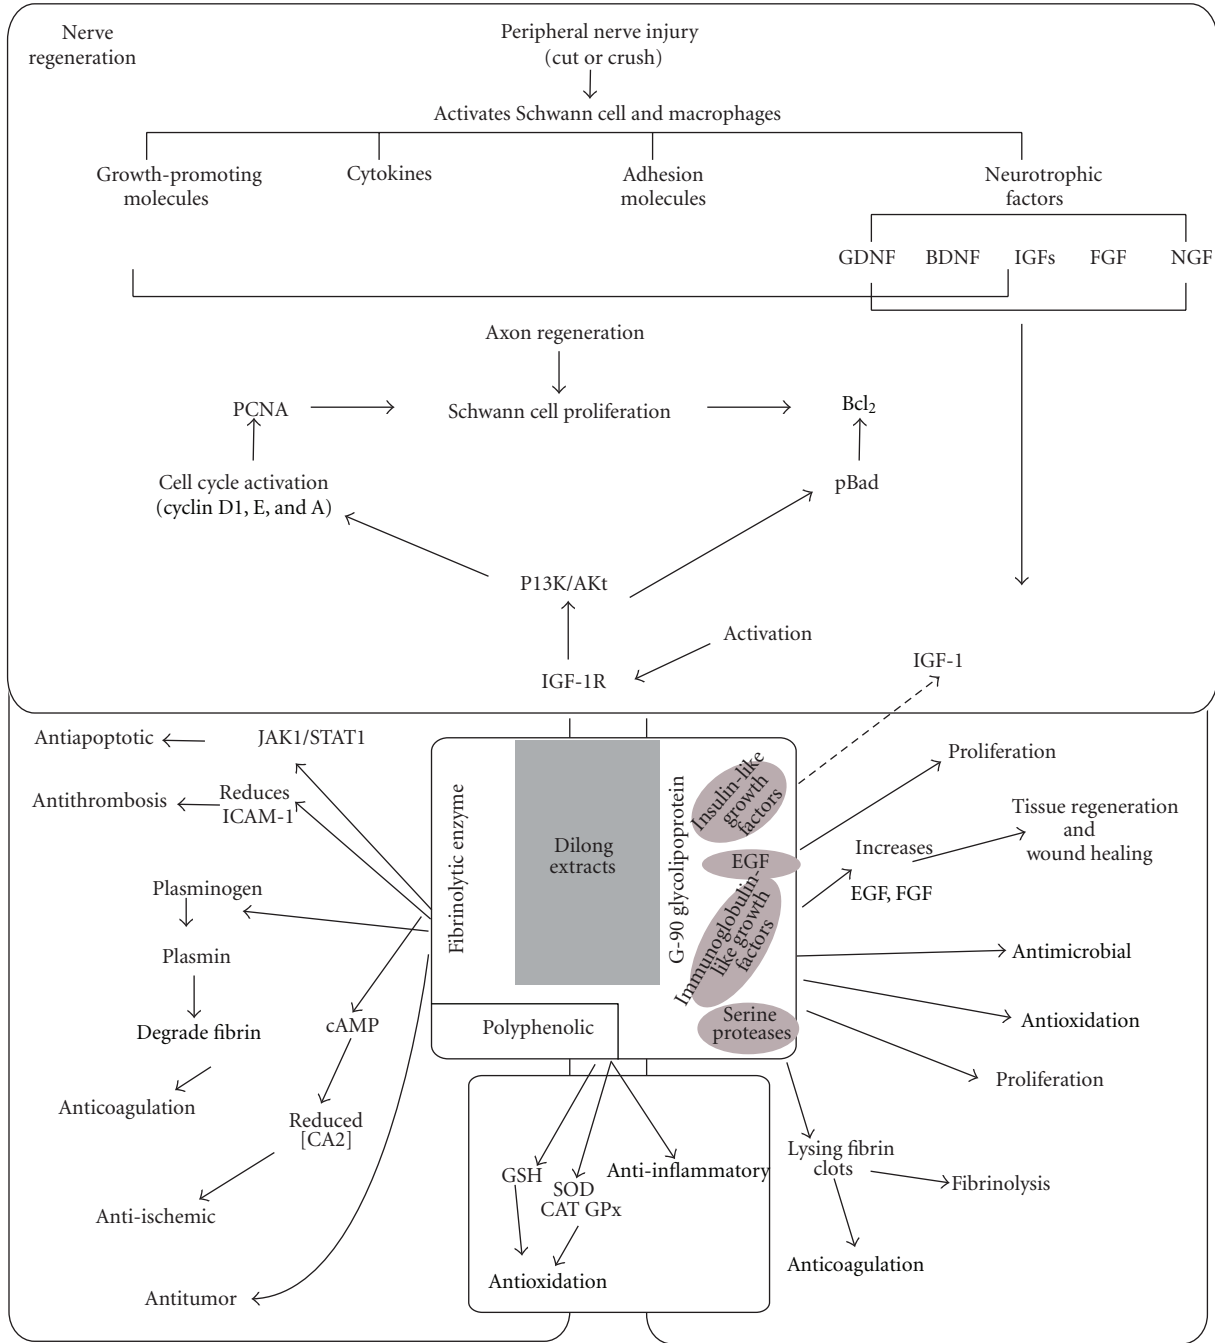 Nerve
regeneration
Peripheral nerve injury
(cut or crush)
Activates Schwann cell and macrophages
Growth-promoting
molecules
Cytokines
Adhesion
molecules
Neurotrophic
factors
GDNF
BDNF
IGFs
FGF
NGF
Axon regeneration
PCNA
Schwann cell proliferation
Bcl2
Cell cycle activation
(cyclin D1, E, and A)
pBad
P13K/AKt
Activation
IGF-1R
IGF-1
Antiapoptotic
JAK1/STAT1
Antithrombosis
Reduces
ICAM-1
Plasminogen
Plasmin
Degrade fibrin
Anticoagulation
cAMP
Reduced
[CA2]
Anti-ischemic
Antitumor
Fibrinolytic enzyme
Dilong
extracts
G-90 glycolipoprotein
Insulin-like
growth
factors
EGF
Immunoglobulin-
like growth
factors
Serine
proteases
Polyphenolic
Proliferation
Increases
EGF, FGF
Tissue regeneration
and
wound healing
Antimicrobial
Antioxidation
Proliferation
Lysing fibrin
clots
Fibrinolysis
Anticoagulation
GSH
SOD
CAT GPx
Anti-inflammatory
Antioxidation